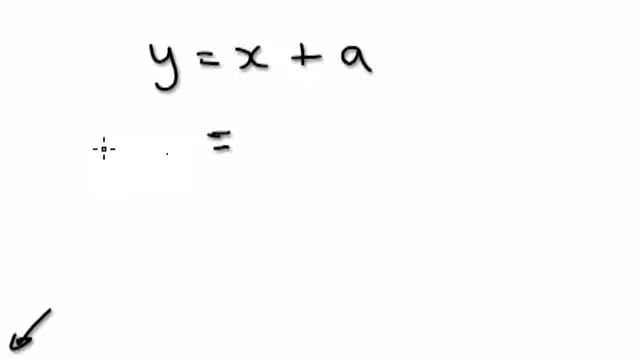 y = x + a
=